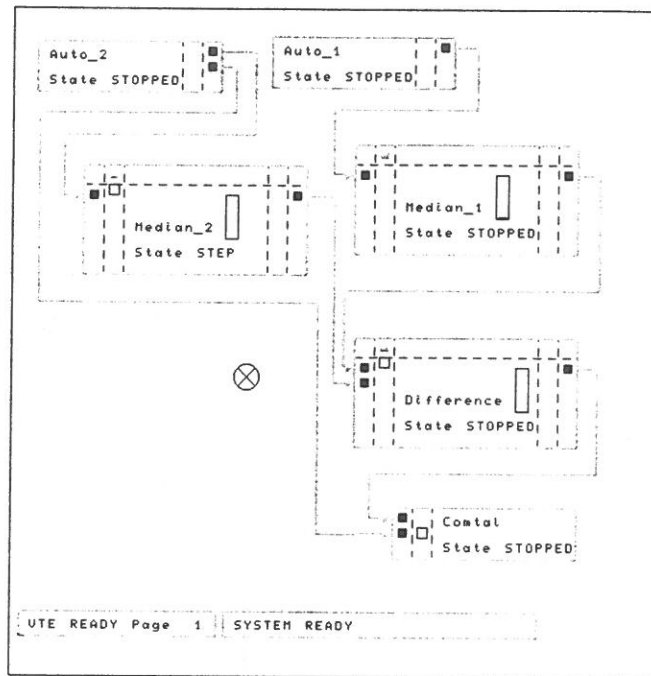 Auto_2
State STOPPED
Auto_1
State STOPPED
Median_2
State STEP
Median_1
State STOPPED
Difference
State STOPPED
Comtal
State STOPPED
VTE READY Page 1
SYSTEM READY